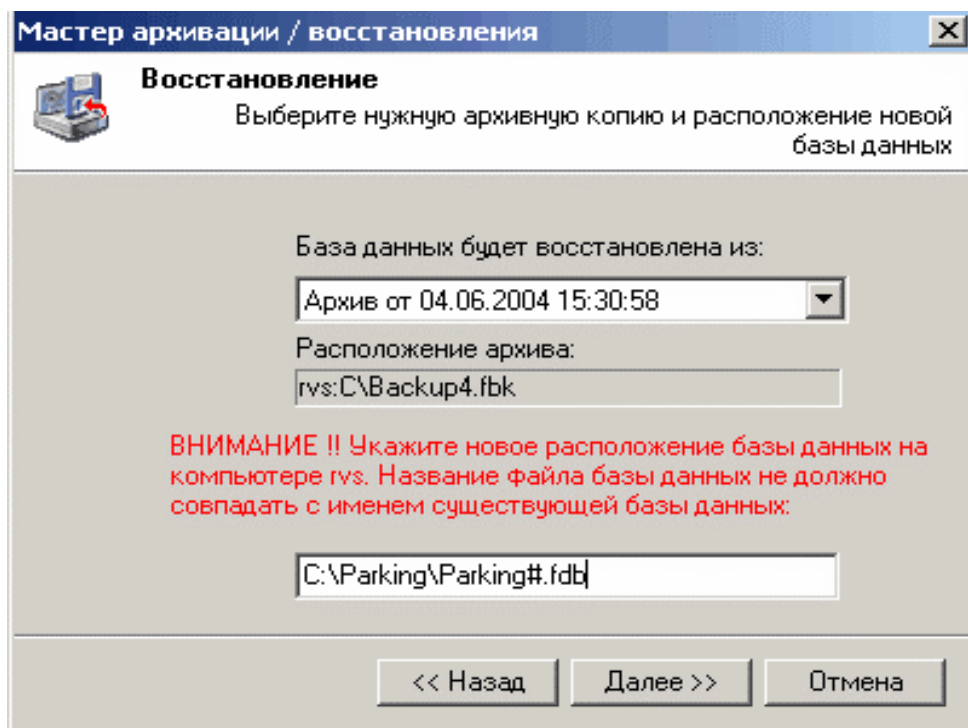 Мастер архивации / восстановления
Восстановление
Выберите нужную архивную копию и расположение новой
базы данных
База данных будет восстановлена из:
Архив от 04.06.2004 15:30:58
Расположение архива:
rvs:C\Backup4.fbk
ВНИМАНИЕ !! Укажите новое расположение базы данных на
компьютере rvs. Название файла базы данных не должно
совпадать с именем существующей базы данных:
C:\Parking\Parking#.fdb
<< Назад
Далее >>
Отмена